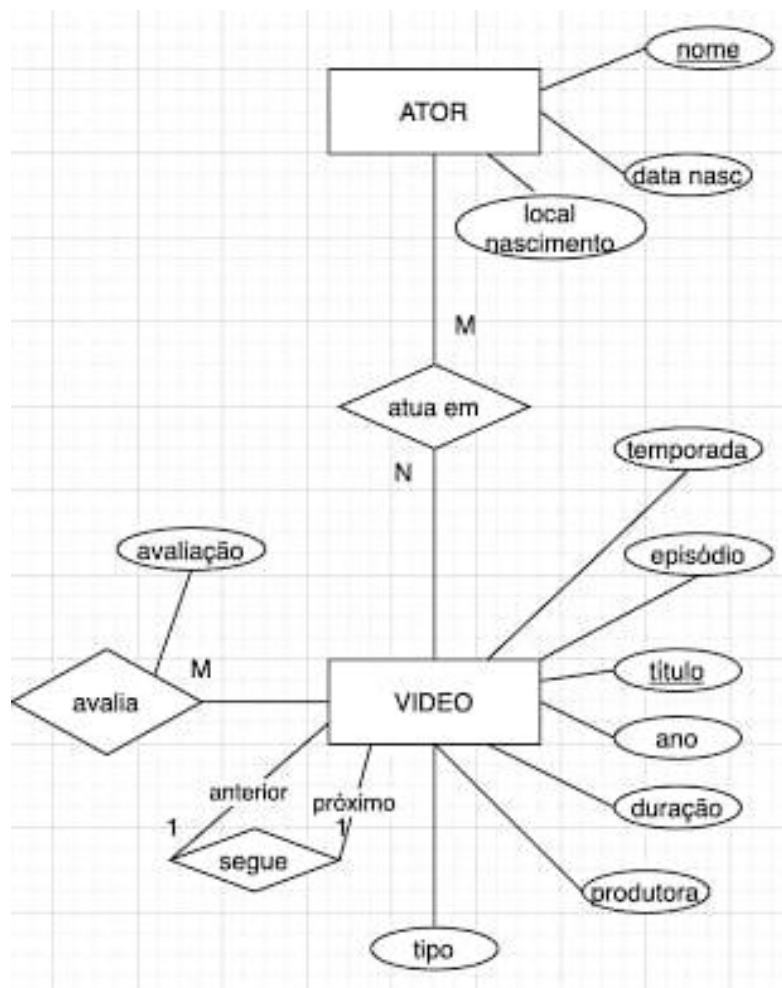 nome
ATOR
data nasc
local
nascimento
M
atua em
N
temporada
avaliação
episódio
M
título
avalia
VIDEO
ano
anterior
próximo
duração
1
1
segue
produtora
tipo